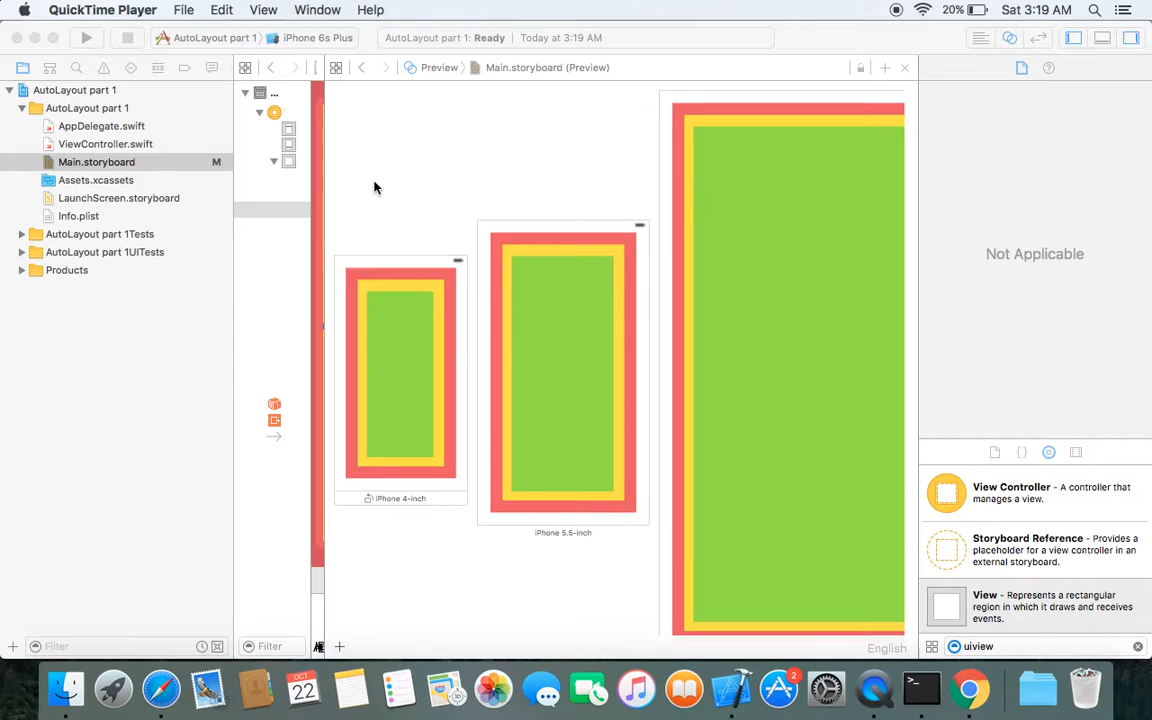 QuickTime Player File Edit View Window Help 20% Sat 3:19 AM
AutoLayout part 1 iPhone 6s Plus AutoLayout part 1: Ready Today at 3:19 AM
Preview Main.storyboard (Preview)
AutoLayout part 1
AutoLayout part 1
AppDelegate.swift
ViewController.swift
Main.storyboard M
Assets.xcassets
LaunchScreen.storyboard
Info.plist
AutoLayout part 1Tests
AutoLayout part 1UITests
Products
...
iPhone 4-inch
iPhone 5.5-inch
Not Applicable
View Controller - A controller that
manages a view.
Storyboard Reference - Provides a
placeholder for a view controller in an
external storyboard.
View - Represents a rectangular
region in which it draws and receives
events.
Filter
Filter
English
uiview
OCT
22
2